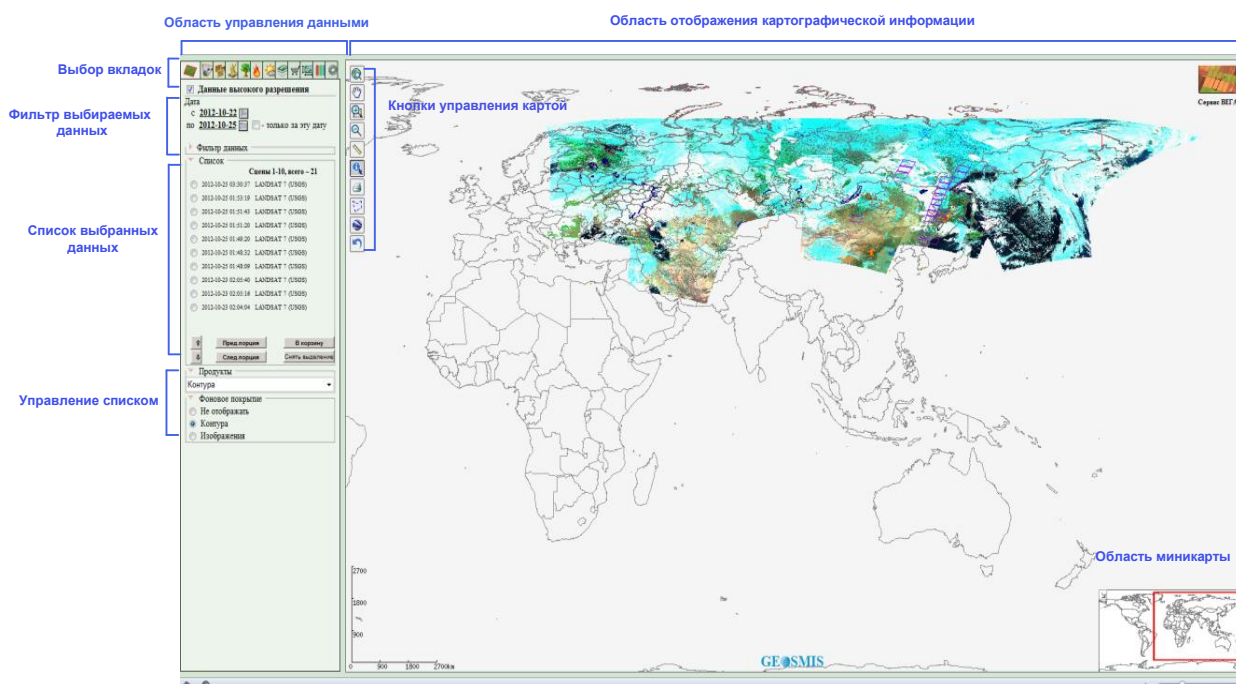 Область управления данными
Область отображения картографической информации
Выбор вкладок
Фильтр выбираемых
данных
Список выбранных
данных
Управление списком
Данные высокого разрешения
Дата
с 2012-10-22
по 2012-10-25 - только за эту дату
Фильтр данных
Список
Сцены 1-10, всего – 21
2012-10-25 03:30:37 LANDSAT 7 (USGS)
2012-10-25 01:53:19 LANDSAT 7 (USGS)
2012-10-25 01:51:43 LANDSAT 7 (USGS)
2012-10-25 01:51:20 LANDSAT 7 (USGS)
2012-10-25 01:49:20 LANDSAT 7 (USGS)
2012-10-25 01:48:32 LANDSAT 7 (USGS)
2012-10-25 01:48:09 LANDSAT 7 (USGS)
2012-10-23 02:05:40 LANDSAT 7 (USGS)
2012-10-23 02:05:16 LANDSAT 7 (USGS)
2012-10-23 02:04:04 LANDSAT 7 (USGS)
Пред.порция В корзину
След.порция Снять выделение
Продукты
Контура
Фоновое покрытие
Не отображать
Контура
Изображения
Кнопки управления картой
Сервис ВЕГА
Область миникарты
2700
1800
900
0 900 1800 2700км
GEOSMIS